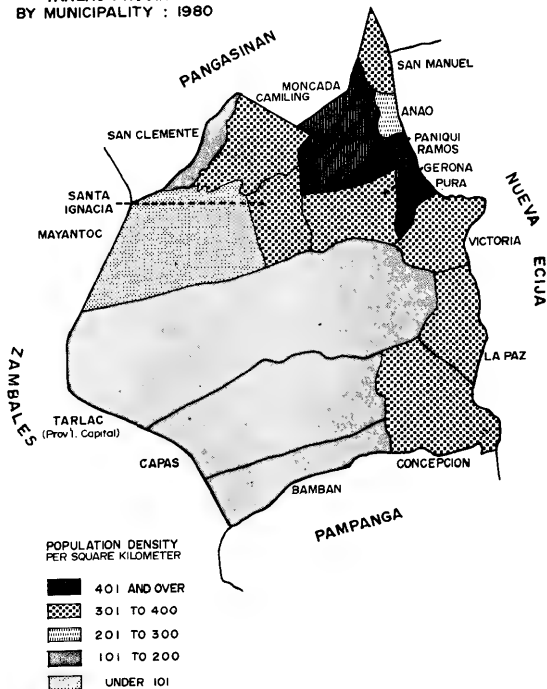 BY MUNICIPALITY : 1980
PANGASINAN
MONCADA
CAMILING
SAN MANUEL
ANAO
SAN CLEMENTE
PANIQUI
RAMOS
GERONA
PURA
SANTA
IGNACIA
MAYANTOC
NUEVA
ECIJA
VICTORIA
LA PAZ
ZAMBALES
TARLAC
(Prov'l. Capital)
CAPAS
CONCEPCION
BAMBAN
PAMPANGA
POPULATION DENSITY
PER SQUARE KILOMETER
401 AND OVER
301 TO 400
201 TO 300
101 TO 200
UNDER 101